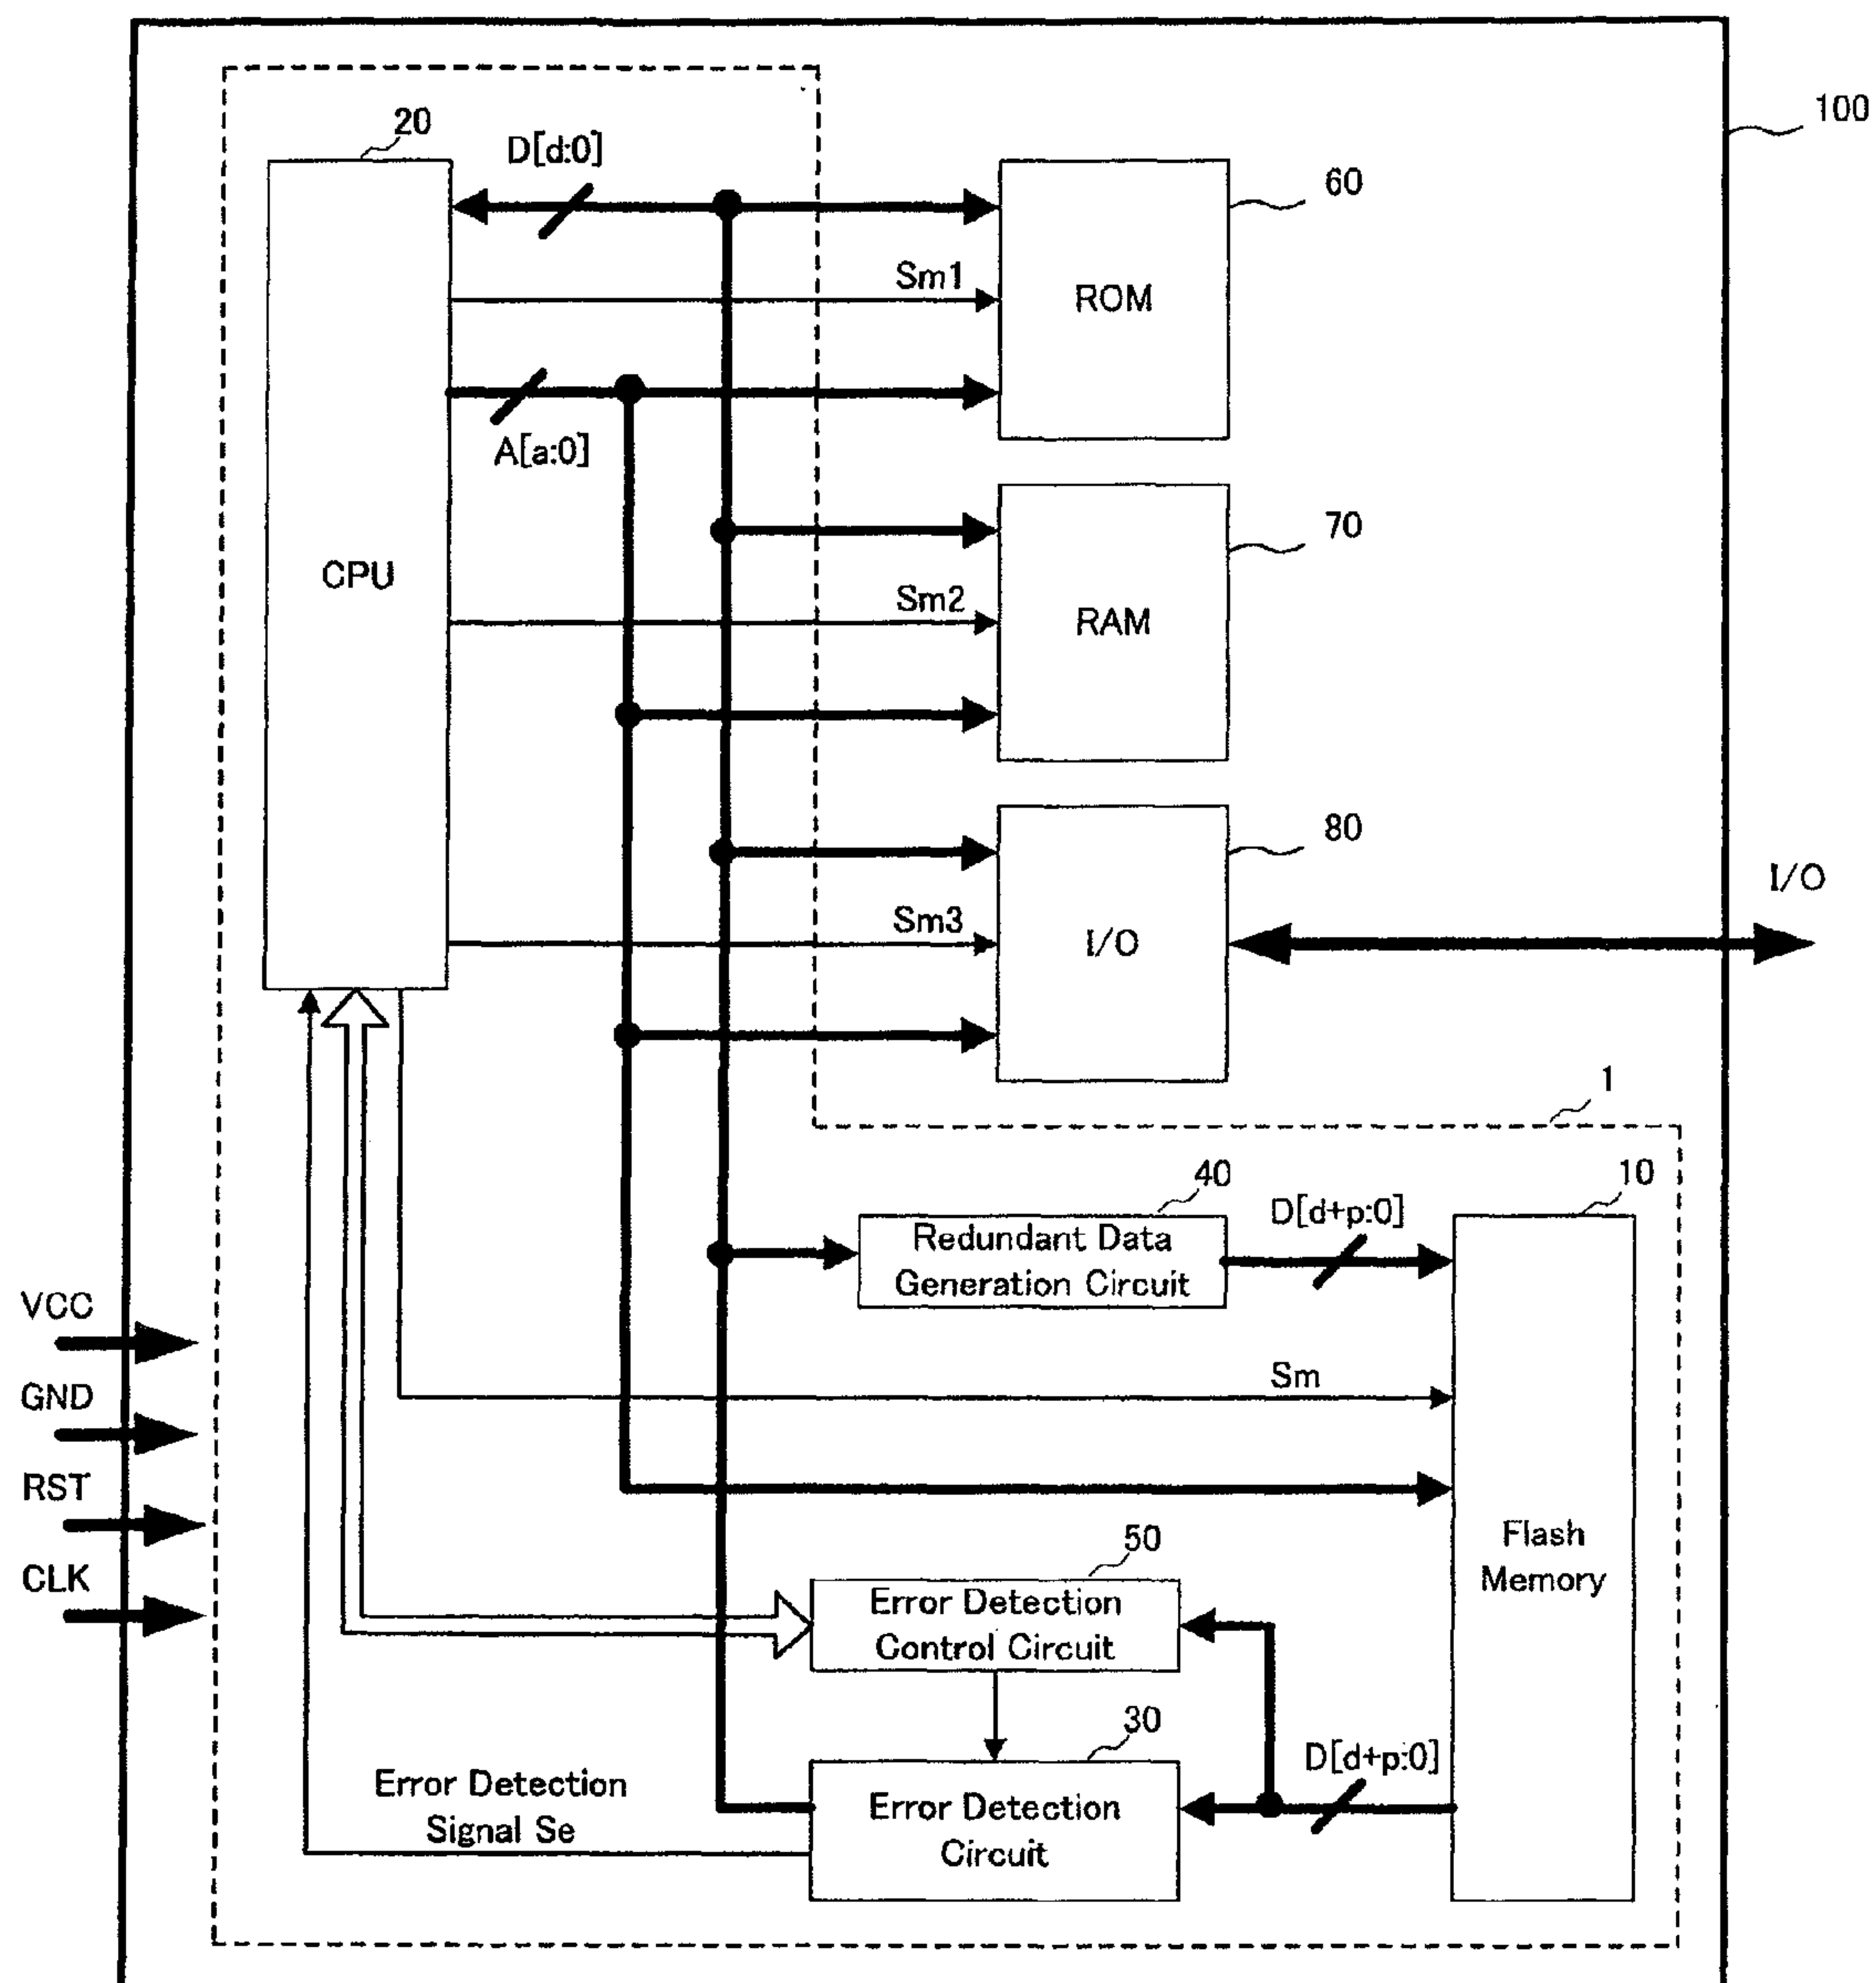 100
20
D[d:0]
60
Sm1
ROM
A[a:0]
70
CPU
Sm2
RAM
80
I/O
Sm3
I/O
1
40
10
D[d+p:0]
Redundant Data
Generation Circuit
VCC
Sm
GND
RST
50
Flash
Memory
CLK
Error Detection
Control Circuit
30
D[d+p:0]
Error Detection
Signal Se
Error Detection
Circuit